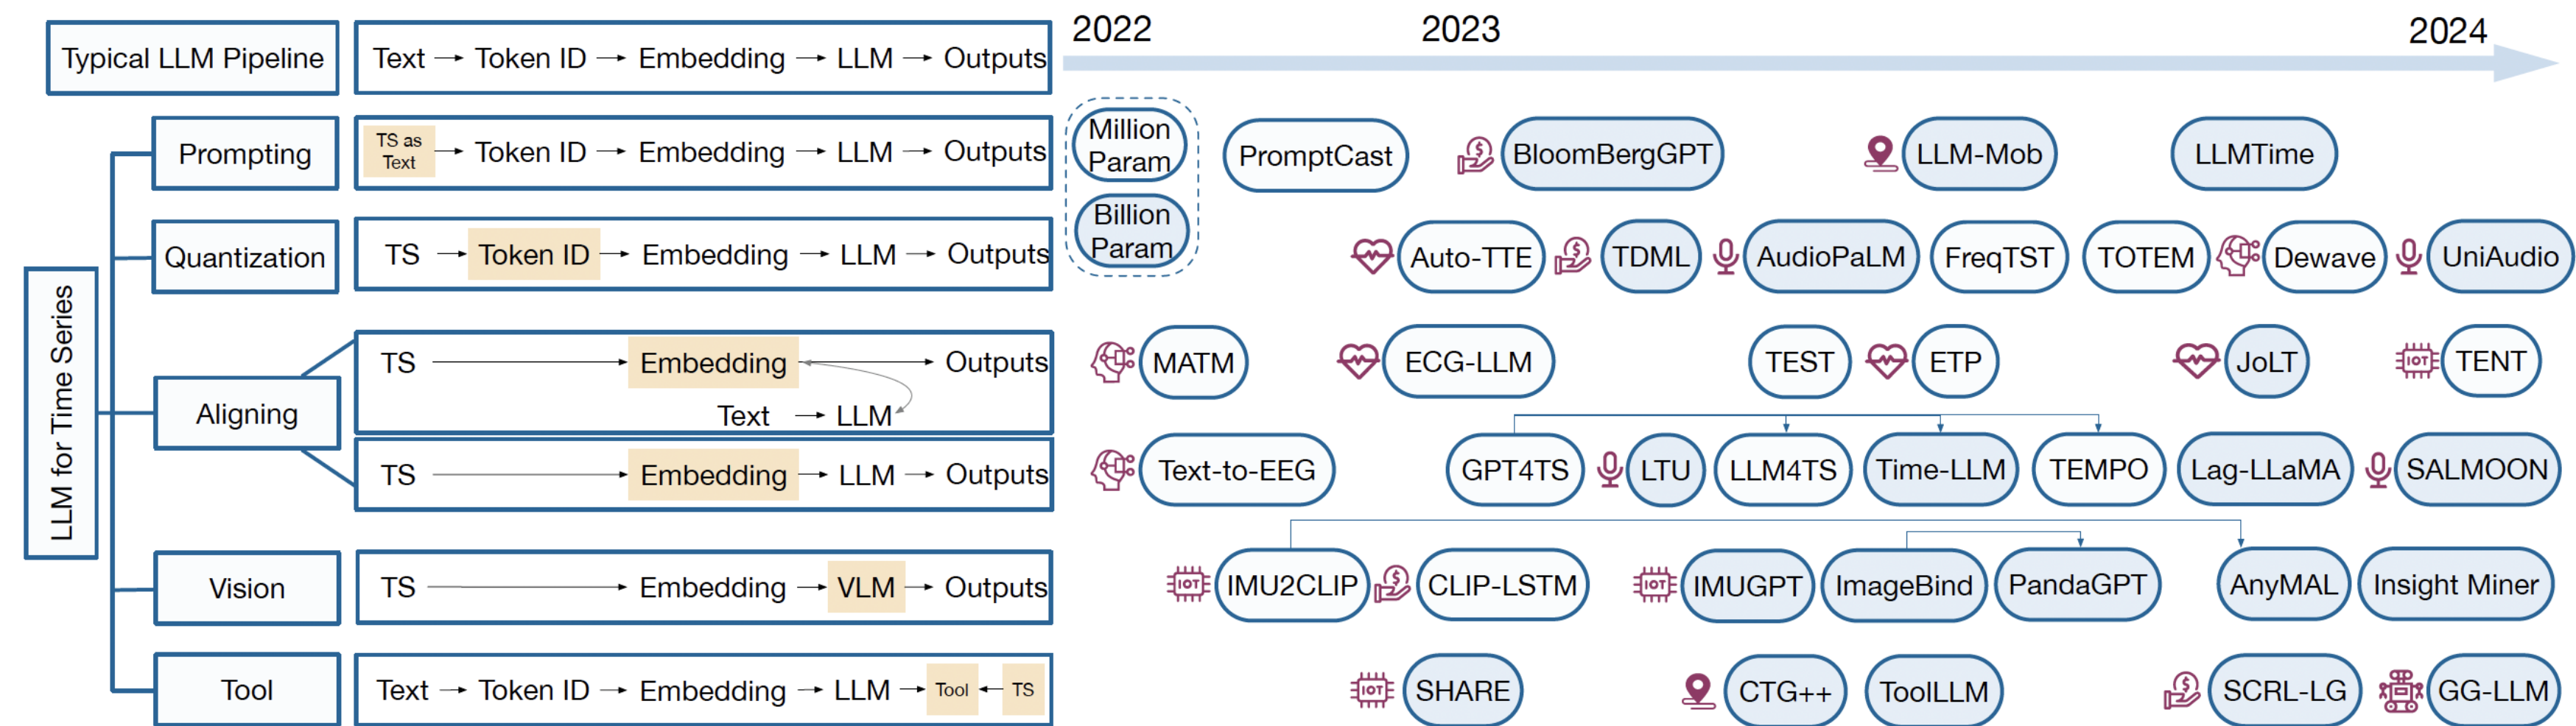 2022 2023 2024
Typical LLM Pipeline Text Token ID Embedding LLM Outputs
LLM for Time Series
Million
Param
Billion
Param
Prompting
TS as
Text
Token ID Embedding LLM Outputs
PromptCast BloomBergGPT LLM-Mob LLMTime
Quantization TS Token ID Embedding LLM Outputs
Auto-TTE TDML AudioPaLM FreqTST TOTEM Dewave UniAudio
Aligning
TS Embedding Outputs
Text LLM
MATM ECG-LLM TEST ETP JoLT IOT TENT
TS Embedding LLM Outputs
Text-to-EEG GPT4TS LTU LLM4TS Time-LLM TEMPO Lag-LLaMA SALMOON
Vision TS Embedding VLM Outputs
IOT IMU2CLIP $ CLIP-LSTM IOT IMUGPT ImageBind PandaGPT AnyMAL Insight Miner
Tool Text Token ID Embedding LLM Tool TS
IOT SHARE CTG++ ToolLLM $ SCRL-LG GG-LLM